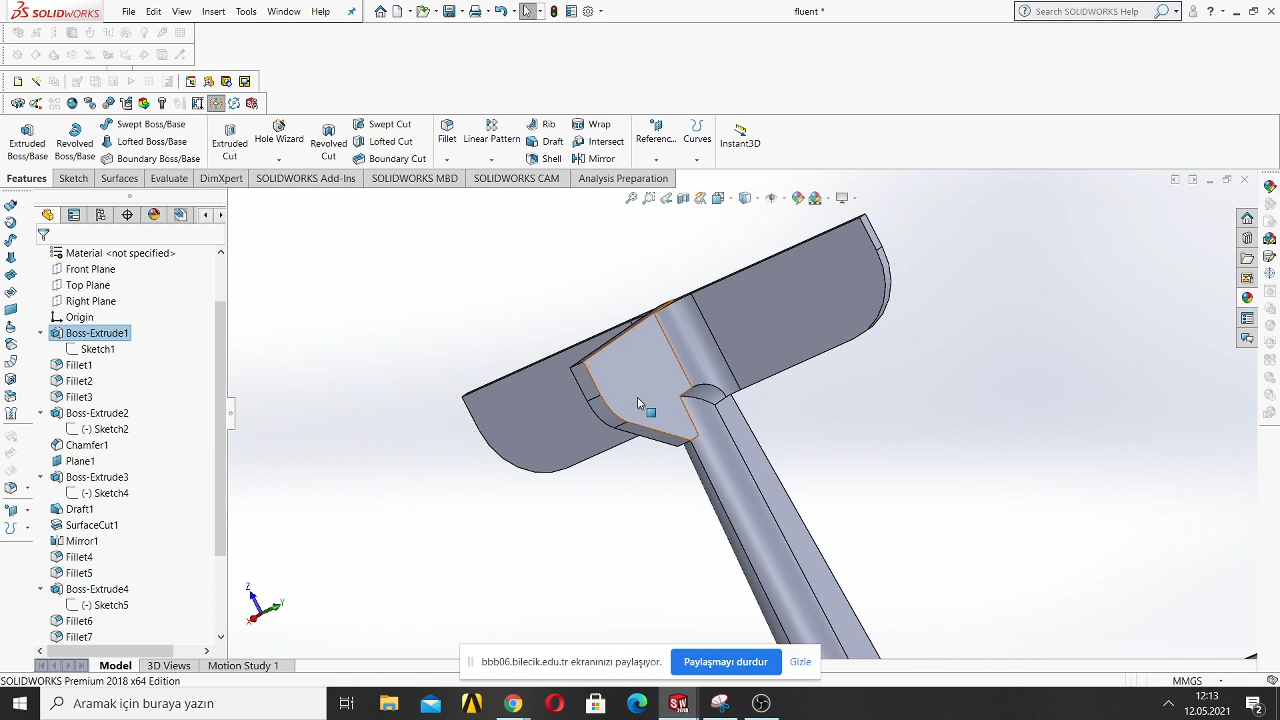 SOLIDWORKS File Edit View Insert Tools Window Help fluent * Search SOLIDWORKS Help
Extruded Boss/Base
Revolved Boss/Base
Swept Boss/Base
Lofted Boss/Base
Boundary Boss/Base
Extruded Cut
Hole Wizard
Revolved Cut
Swept Cut
Lofted Cut
Boundary Cut
Fillet
Linear Pattern
Rib
Draft
Shell
Wrap
Intersect
Mirror
Referenc...
Curves
Instant3D
Features Sketch Surfaces Evaluate DimXpert SOLIDWORKS Add-Ins SOLIDWORKS MBD SOLIDWORKS CAM Analysis Preparation
Material <not specified>
Front Plane
Top Plane
Right Plane
Origin
Boss-Extrude1
Sketch1
Fillet1
Fillet2
Fillet3
Boss-Extrude2
(-) Sketch2
Chamfer1
Plane1
Boss-Extrude3
(-) Sketch4
Draft1
SurfaceCut1
Mirror1
Fillet4
Fillet5
Boss-Extrude4
(-) Sketch5
Fillet6
Fillet7
Z
Y
X
bbb06.bilecik.edu.tr ekranınızı paylaşıyor. Paylaşmayı durdur Gizle
Model 3D Views Motion Study 1
SOLIDWORKS Premium 2018 x64 Edition MMGS
Aramak için buraya yazın
12:13
12.05.2021
2